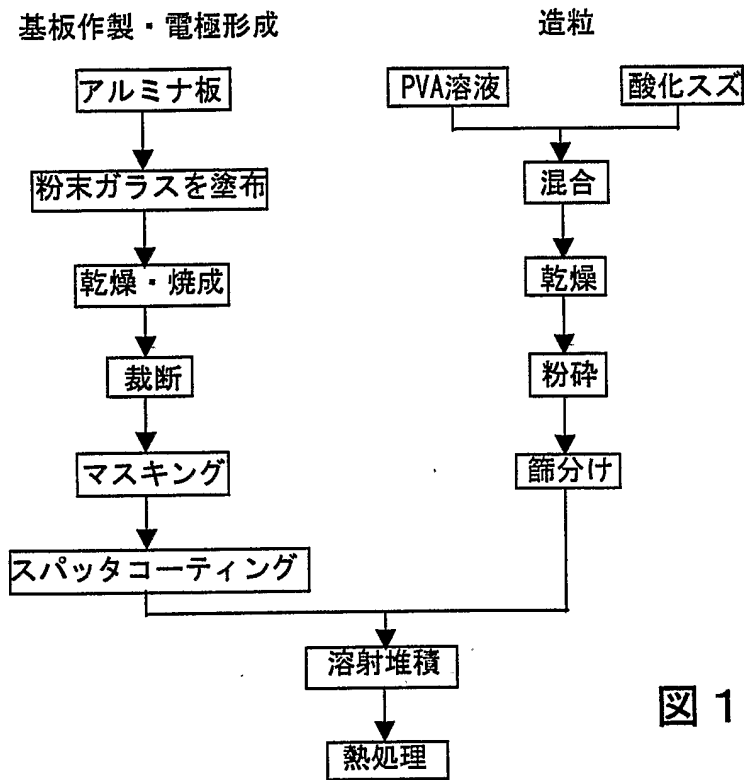 基板作製・電極形成
造粒
アルミナ板
粉末ガラスを塗布
乾燥・焼成
裁断
マスキング
スパッタコーティング
PVA溶液
酸化スズ
混合
乾燥
粉砕
篩分け
溶射堆積
熱処理
図1